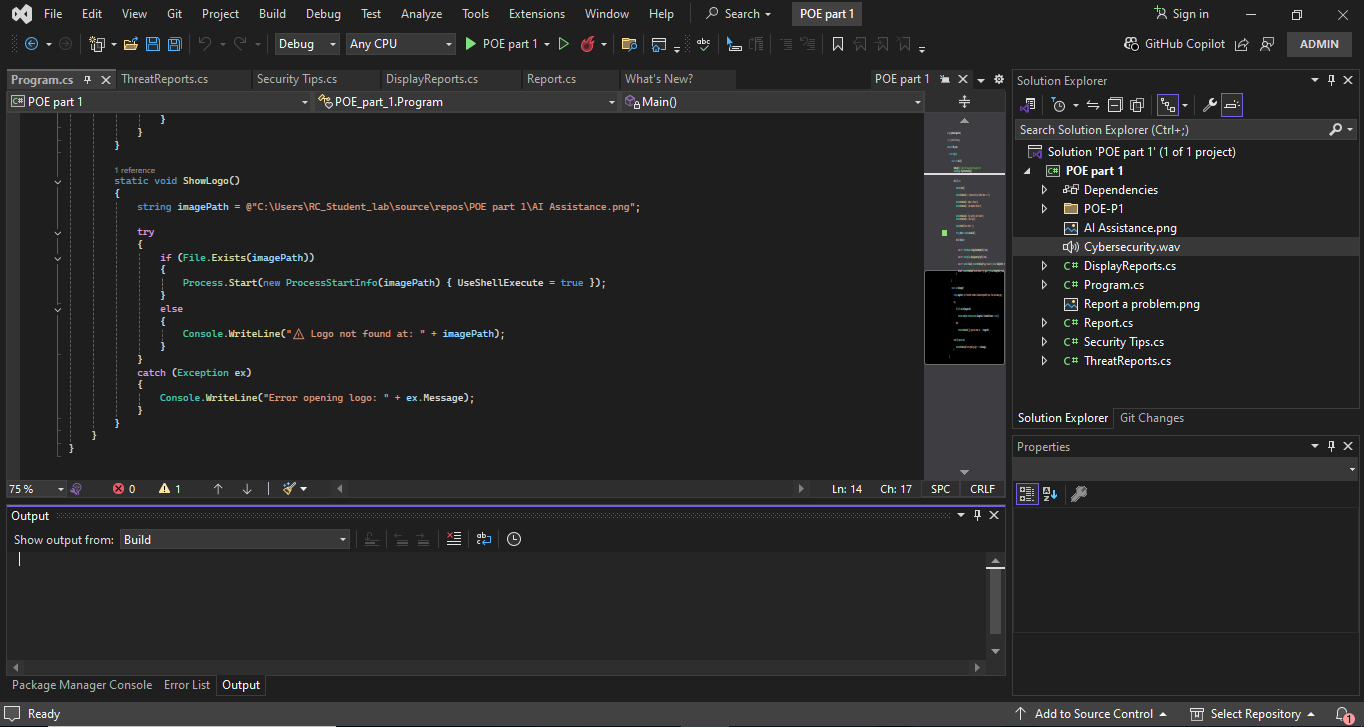 File Edit View Git Project Build Debug Test Analyze Tools Extensions Window Help Search POE part 1 Sign in
Debug Any CPU POE part 1 GitHub Copilot ADMIN
Program.cs ThreatReports.cs Security Tips.cs DisplayReports.cs Report.cs What's New? POE part 1
POE part 1 POE_part_1.Program Main()
}
}
}
1 reference
static void ShowLogo()
{
string imagePath = @"C:\Users\RC_Student_lab\source\repos\POE part 1\AI Assistance.png";
try
{
if (File.Exists(imagePath))
{
Process.Start(new ProcessStartInfo(imagePath) { UseShellExecute = true });
}
else
{
Console.WriteLine("⚠ Logo not found at: " + imagePath);
}
}
catch (Exception ex)
{
Console.WriteLine("Error opening logo: " + ex.Message);
}
}
}
}
75 % 0 1 Ln: 14 Ch: 17 SPC CRLF
Output
Show output from: Build
Package Manager Console Error List Output
Solution Explorer
Search Solution Explorer (Ctrl+;)
Solution 'POE part 1' (1 of 1 project)
POE part 1
Dependencies
POE-P1
AI Assistance.png
Cybersecurity.wav
DisplayReports.cs
Program.cs
Report a problem.png
Report.cs
Security Tips.cs
ThreatReports.cs
Solution Explorer Git Changes
Properties
Ready Add to Source Control Select Repository 1